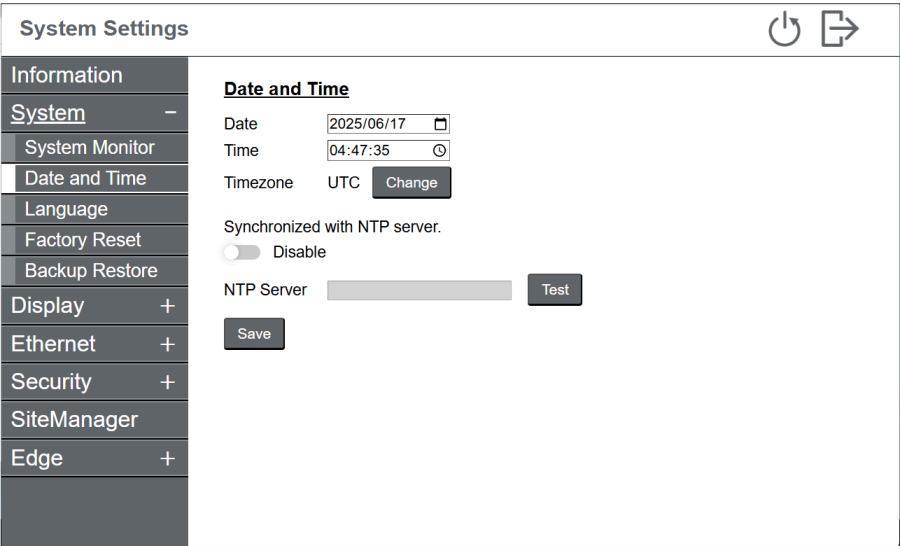 System Settings
Information
System −
System Monitor
Date and Time
Language
Factory Reset
Backup Restore
Display +
Ethernet +
Security +
SiteManager
Edge +
Date and Time
Date 2025/06/17
Time 04:47:35
Timezone UTC Change
Synchronized with NTP server.
Disable
NTP Server Test
Save